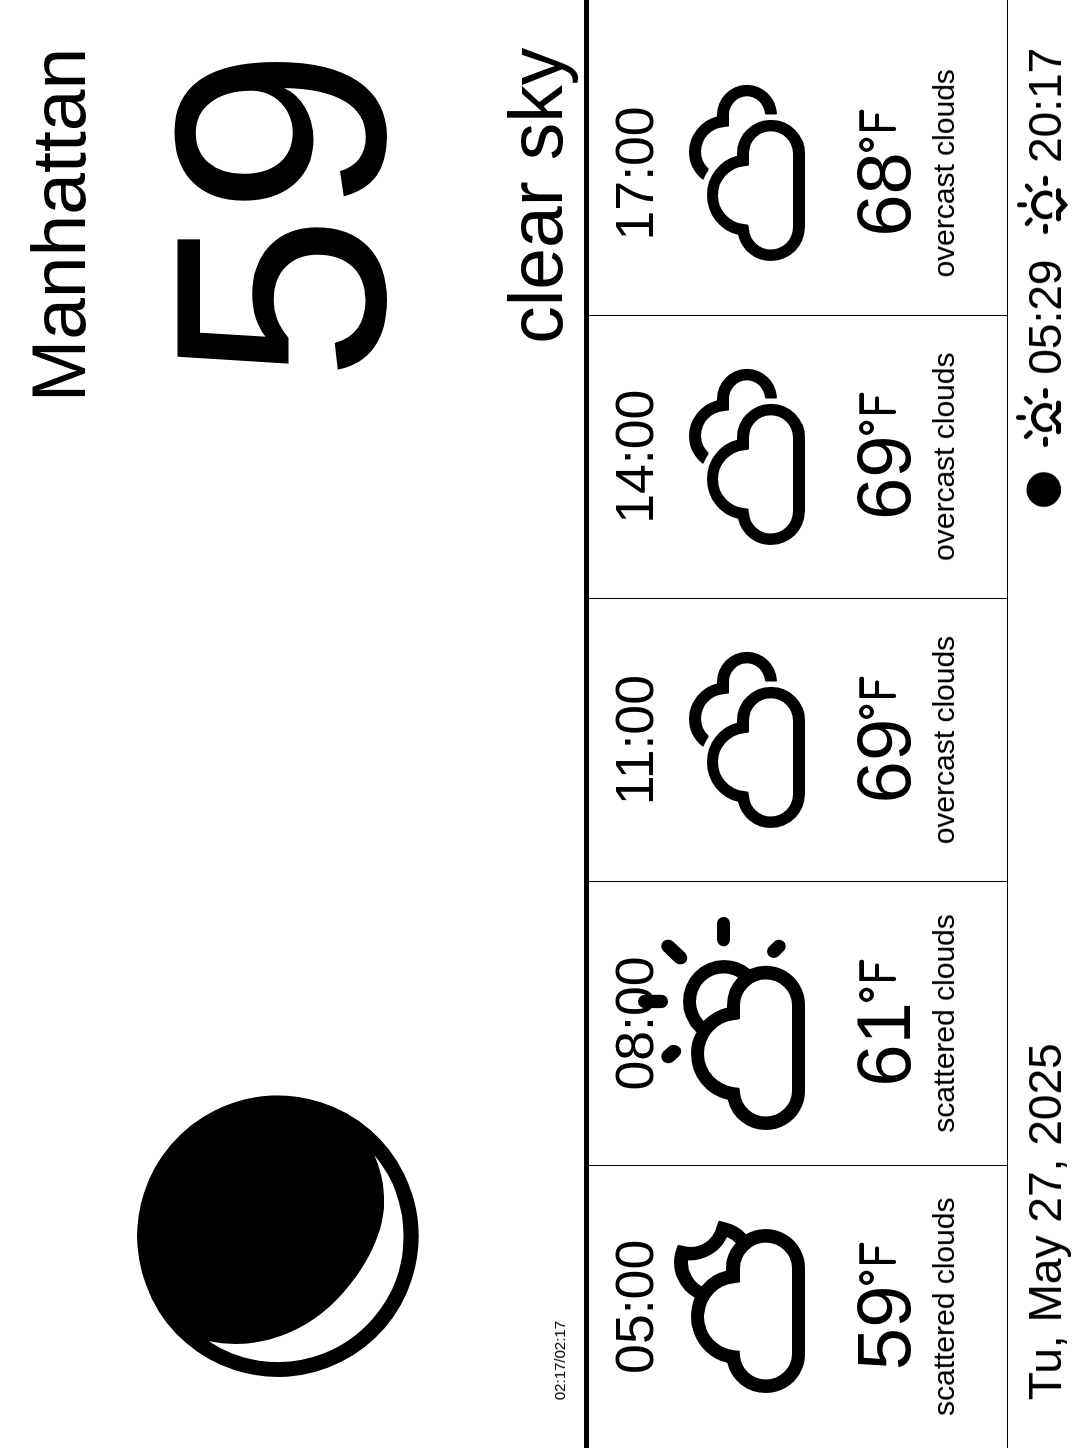 Manhattan
59
clear sky
02:17/02:17
05:00
59°F
scattered clouds
08:00
61°F
scattered clouds
11:00
69°F
overcast clouds
14:00
69°F
overcast clouds
17:00
68°F
overcast clouds
Tu, May 27, 2025
05:29
20:17